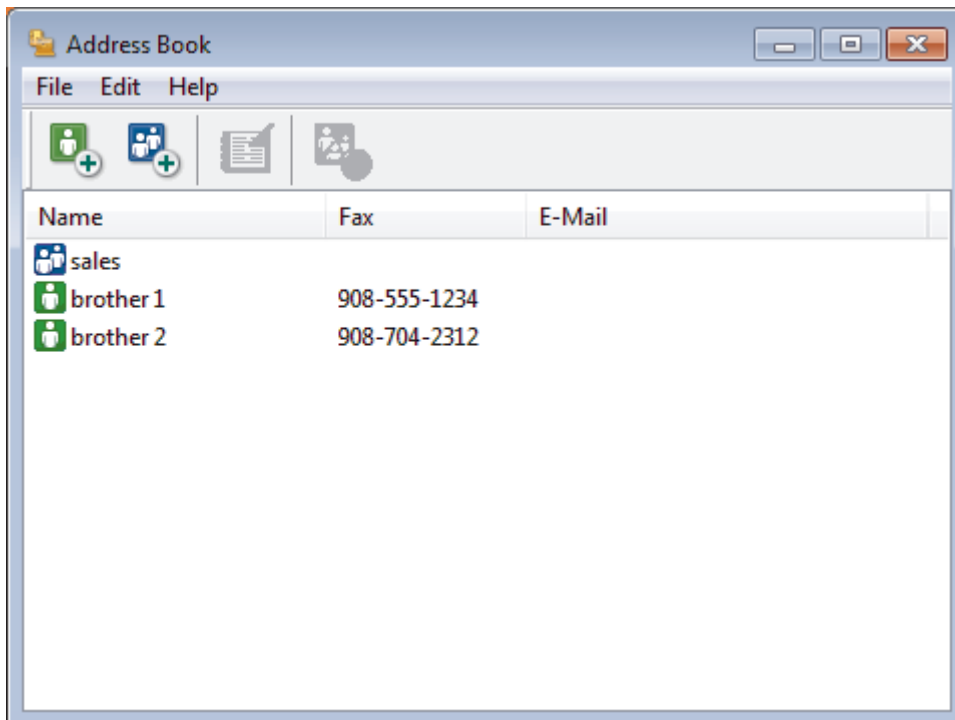 Address Book
File Edit Help
Name Fax E-Mail
sales
brother 1 908-555-1234
brother 2 908-704-2312